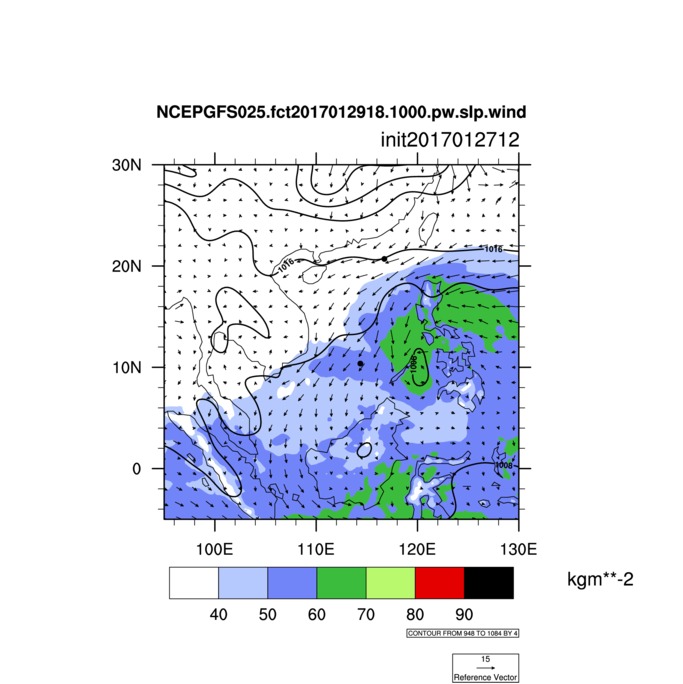 NCEPGFS025.fct2017012918.1000.pw.slp.wind
init2017012712
30N
1016
1016
20N
10N
1008
1008
0
100E 110E 120E 130E
kgm**-2
40 50 60 70 80 90
CONTOUR FROM 948 TO 1084 BY 4
15
Reference Vector